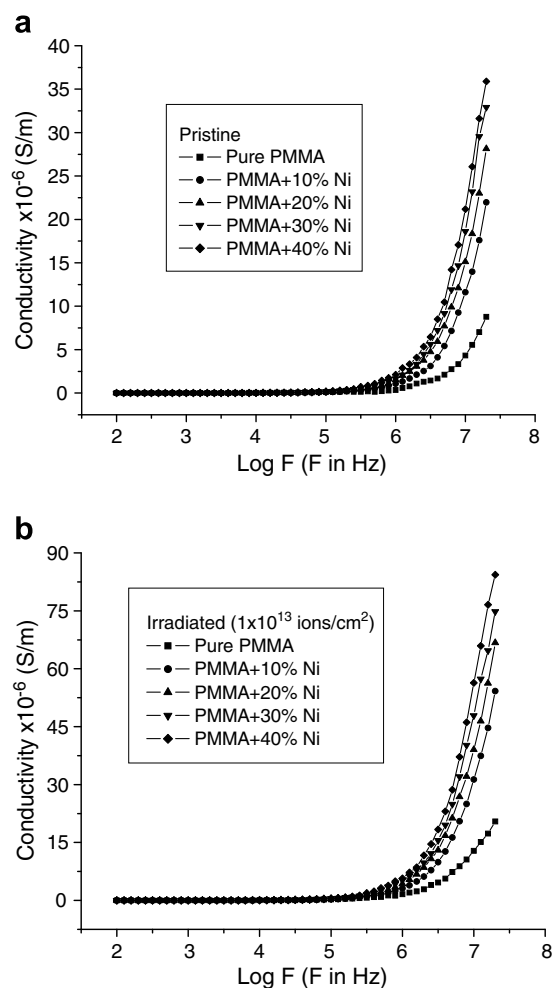 a
Conductivity x10⁻⁶ (S/m)
40
35
30
25
20
15
10
5
0
Pristine
Pure PMMA
PMMA+10% Ni
PMMA+20% Ni
PMMA+30% Ni
PMMA+40% Ni
2 3 4 5 6 7 8
Log F (F in Hz)
b
Conductivity x10⁻⁶ (S/m)
90
75
60
45
30
15
0
Irradiated (1x10¹³ ions/cm²)
Pure PMMA
PMMA+10% Ni
PMMA+20% Ni
PMMA+30% Ni
PMMA+40% Ni
2 3 4 5 6 7 8
Log F (F in Hz)